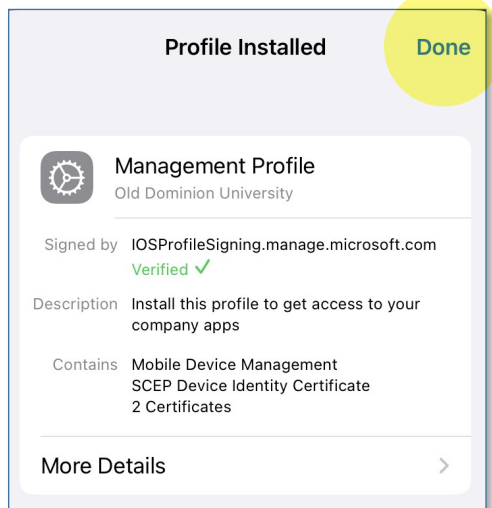 Profile Installed Done
Management Profile
Old Dominion University
Signed by IOSProfileSigning.manage.microsoft.com
Verified ✓
Description Install this profile to get access to your
company apps
Contains Mobile Device Management
SCEP Device Identity Certificate
2 Certificates
More Details